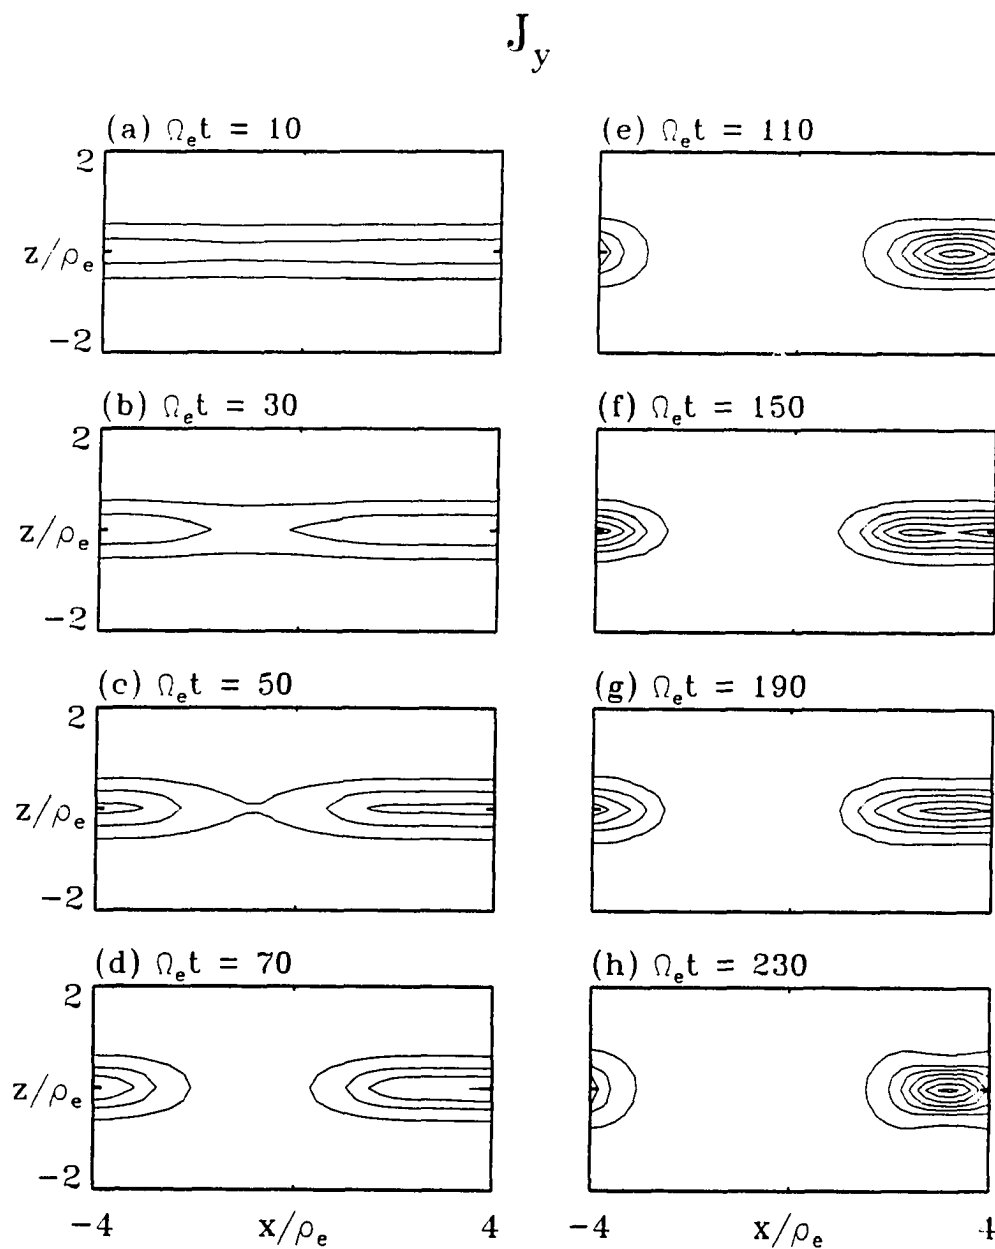 J_y
(a) Ω_e t = 10
2
z/ρ_e
−2
(b) Ω_e t = 30
2
z/ρ_e
−2
(c) Ω_e t = 50
2
z/ρ_e
−2
(d) Ω_e t = 70
2
z/ρ_e
−2
−4 x/ρ_e 4
(e) Ω_e t = 110
(f) Ω_e t = 150
(g) Ω_e t = 190
(h) Ω_e t = 230
−4 x/ρ_e 4